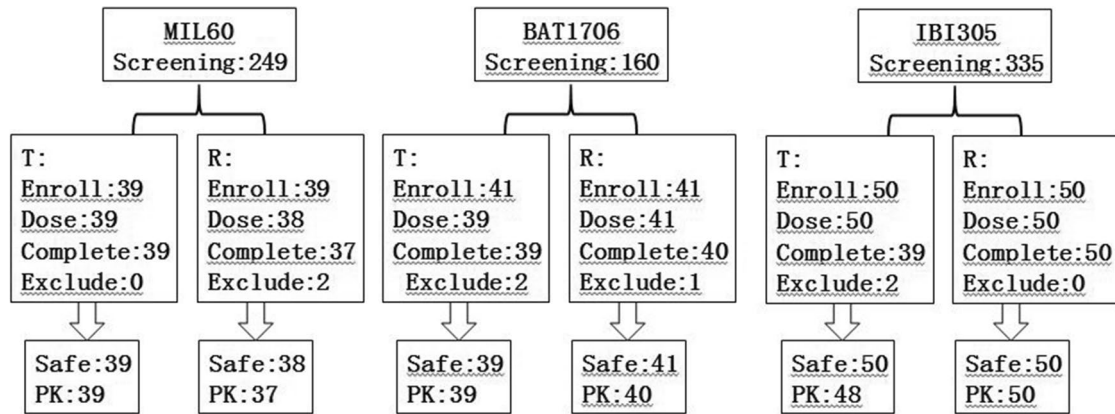 MIL60
Screening:249
BAT1706
Screening:160
IBI305
Screening:335
T:
Enroll:39
Dose:39
Complete:39
Exclude:0
R:
Enroll:39
Dose:38
Complete:37
Exclude:2
T:
Enroll:41
Dose:39
Complete:39
Exclude:2
R:
Enroll:41
Dose:41
Complete:40
Exclude:1
T:
Enroll:50
Dose:50
Complete:39
Exclude:2
R:
Enroll:50
Dose:50
Complete:50
Exclude:0
Safe:39
PK:39
Safe:38
PK:37
Safe:39
PK:39
Safe:41
PK:40
Safe:50
PK:48
Safe:50
PK:50